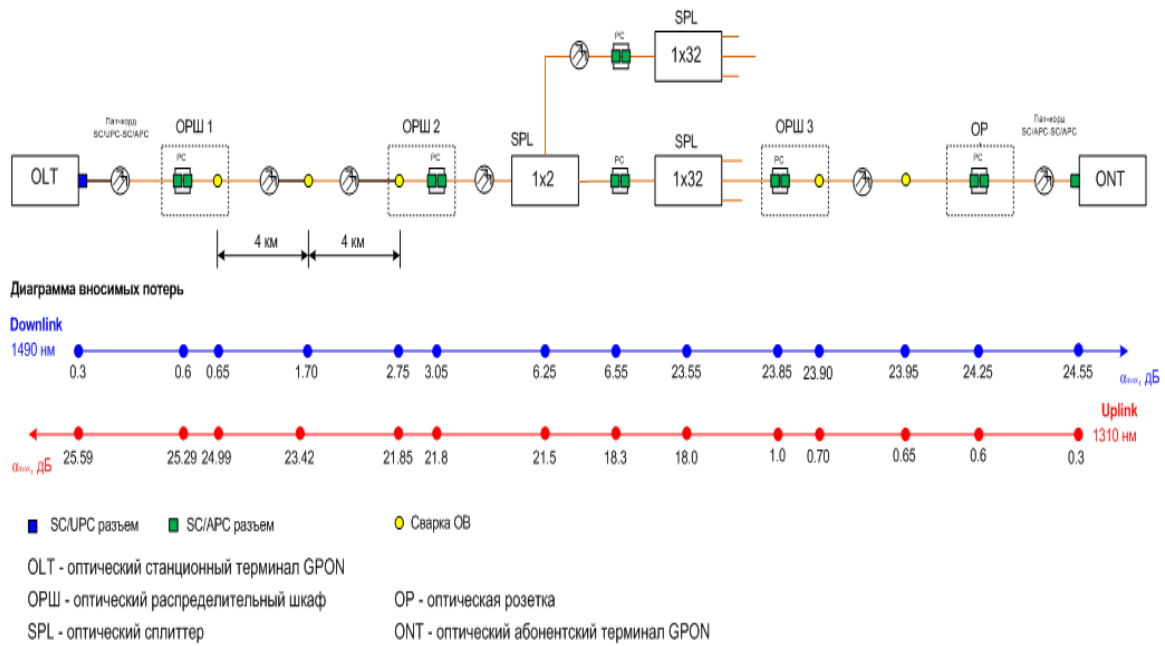 SPL
РС
1x32
Патчкорд
SC/UPC-SC/APC
ОРШ 1
ОРШ 2
SPL
SPL
ОРШ 3
ОР
Патчкорд
SC/APC-SC/APC
OLT
РС
РС
1x2
РС
1x32
РС
РС
ONT
4 км
4 км
Диаграмма вносимых потерь
Downlink
1490 нм
0.3
0.6
0.65
1.70
2.75
3.05
6.25
6.55
23.55
23.85
23.90
23.95
24.25
24.55
дБ
Uplink
1310 нм
дБ
25.59
25.29
24.99
23.42
21.85
21.8
21.5
18.3
18.0
1.0
0.70
0.65
0.6
0.3
SC/UPC разъем
SC/APC разъем
Сварка ОВ
OLT - оптический станционный терминал GPON
ОРШ - оптический распределительный шкаф
ОР - оптическая розетка
SPL - оптический сплиттер
ONT - оптический абонентский терминал GPON